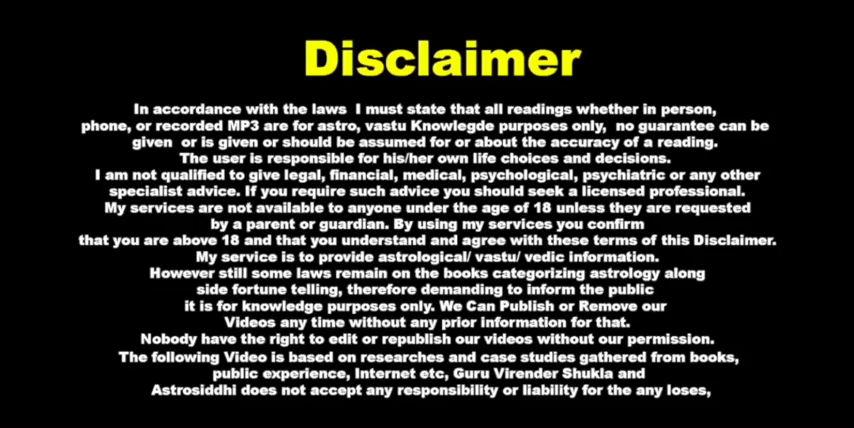 Disclaimer
In accordance with the laws I must state that all readings whether in person,
phone, or recorded MP3 are for astro, vastu Knowlegde purposes only, no guarantee can be
given or is given or should be assumed for or about the accuracy of a reading.
The user is responsible for his/her own life choices and decisions.
I am not qualified to give legal, financial, medical, psychological, psychiatric or any other
specialist advice. If you require such advice you should seek a licensed professional.
My services are not available to anyone under the age of 18 unless they are requested
by a parent or guardian. By using my services you confirm
that you are above 18 and that you understand and agree with these terms of this Disclaimer.
My service is to provide astrological/ vastu/ vedic information.
However still some laws remain on the books categorizing astrology along
side fortune telling, therefore demanding to inform the public
it is for knowledge purposes only. We Can Publish or Remove our
Videos any time without any prior information for that.
Nobody have the right to edit or republish our videos without our permission.
The following Video is based on researches and case studies gathered from books,
public experience, Internet etc, Guru Virender Shukla and
Astrosiddhi does not accept any responsibility or liability for the any loses,